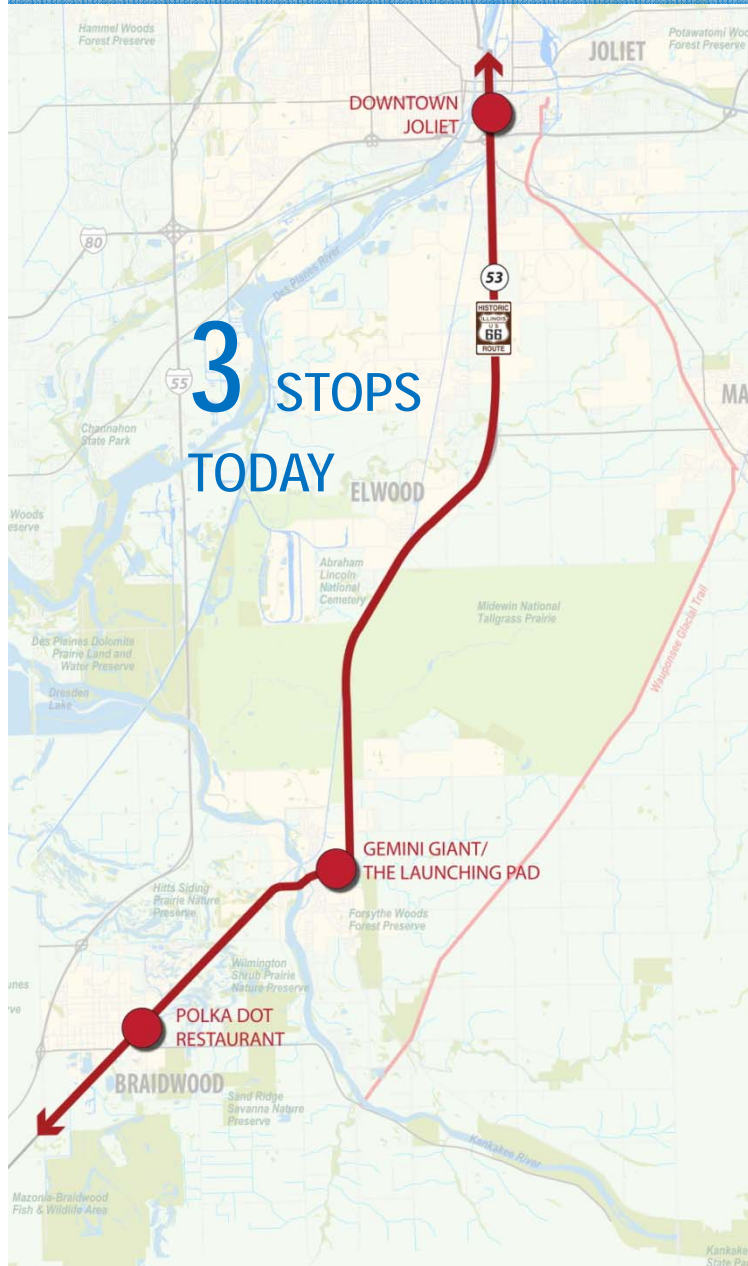 Hammel Woods
Forest Preserve
JOLIET
Forest Preserve
DOWNTOWN
JOLIET
80
Des Plaines River
53
HISTORIC
ILLINOIS
U S
66
ROUTE
55
3 STOPS
TODAY
MA
Channahon
State Park
ELWOOD
Woods
Abraham
Lincoln
National
Cemetery
Midewin National
Tallgrass Prairie
Wauponsee Glacial Trail
Des Plaines Dolomite
Prairie Land and
Water Preserve
Dresden
Lake
GEMINI GIANT/
THE LAUNCHING PAD
Hitts Siding
Prairie Nature
Preserve
Forsythe Woods
Forest Preserve
Wilmington
Shrub Prairie
Nature Preserve
POLKA DOT
RESTAURANT
BRAIDWOOD
Sand Ridge
Savanna Nature
Preserve
Kankakee River
Mazonia-Braidwood
Fish & Wildlife Area
State Pa